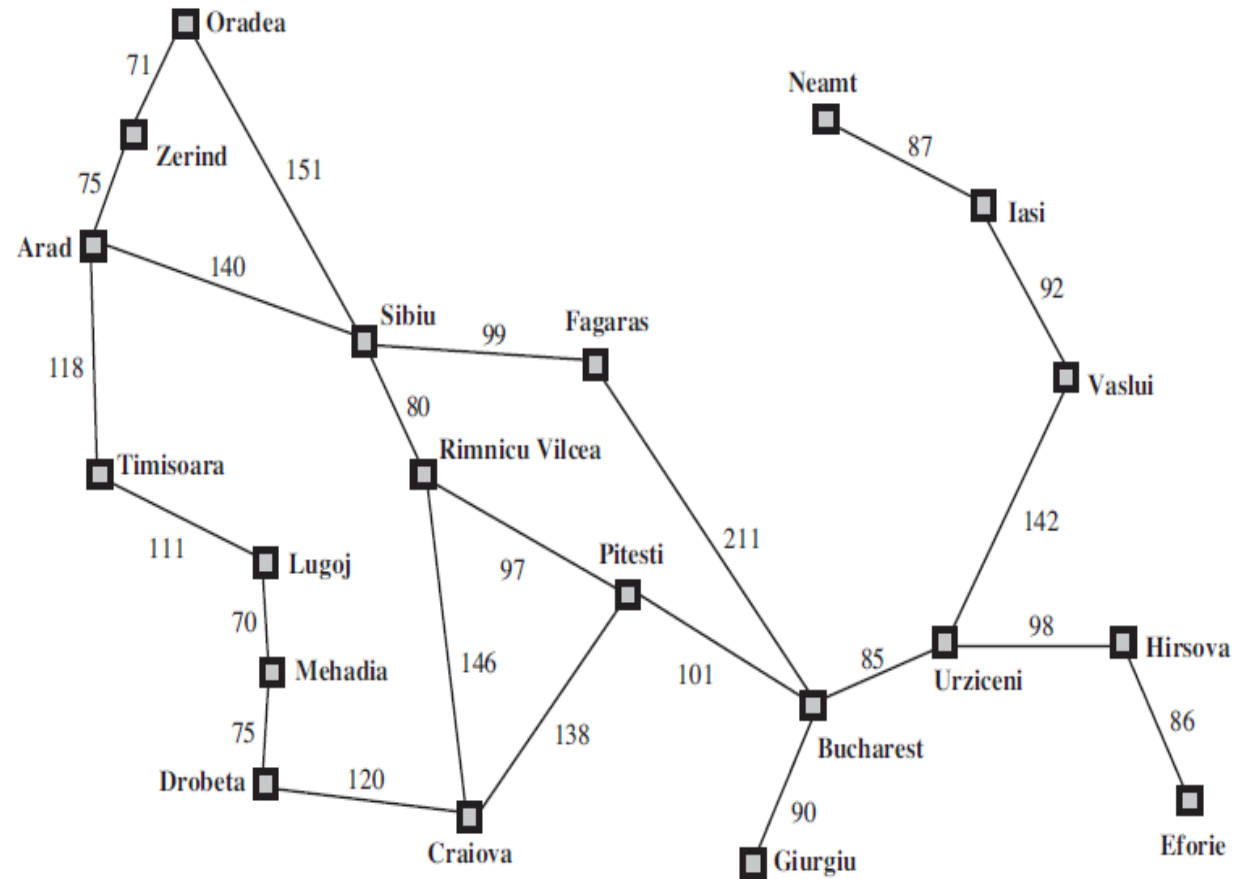 Oradea
71
Neamt
87
Zerind
151
75
Iasi
Arad
140
92
Sibiu
Fagaras
99
118
Vaslui
80
Rimnicu Vilcea
Timisoara
142
211
111
Pitesti
Lugoj
97
70
98
Hirsova
146
85
Mehadia
101
Urziceni
86
75
138
Bucharest
Drobeta
120
90
Craiova
Eforie
Giurgiu